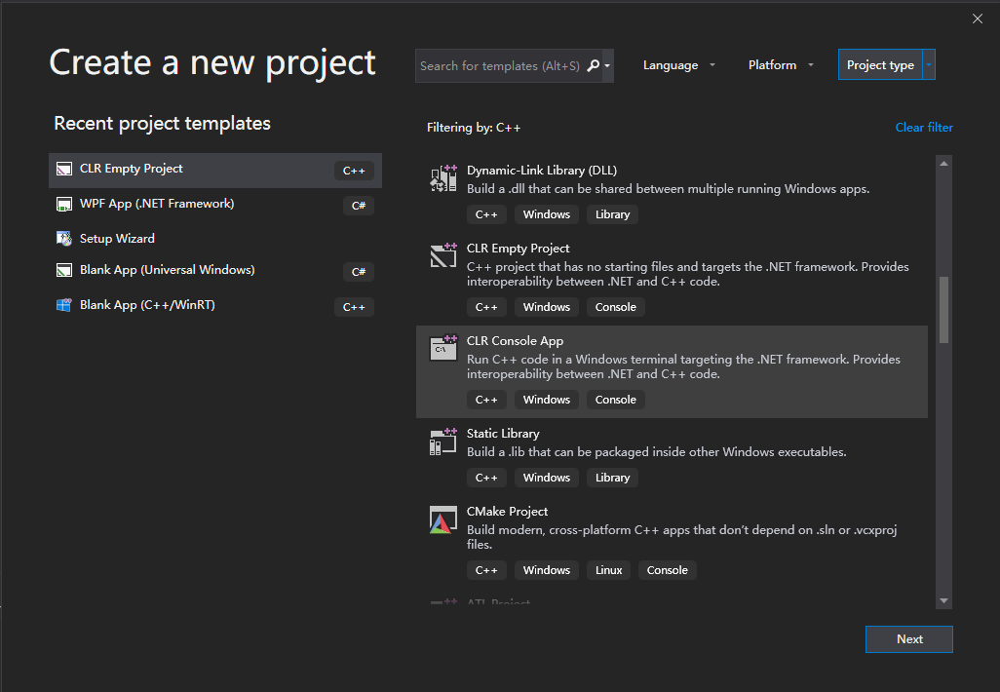 Create a new project
Search for templates (Alt+S)
Language
Platform
Project type
Recent project templates
Filtering by: C++
Clear filter
CLR Empty Project
C++
WPF App (.NET Framework)
C#
Setup Wizard
Blank App (Universal Windows)
C#
Blank App (C++/WinRT)
C++
Dynamic-Link Library (DLL)
Build a .dll that can be shared between multiple running Windows apps.
C++ Windows Library
CLR Empty Project
C++ project that has no starting files and targets the .NET framework. Provides
interoperability between .NET and C++ code.
C++ Windows Console
C:\
CLR Console App
Run C++ code in a Windows terminal targeting the .NET framework. Provides
interoperability between .NET and C++ code.
C++ Windows Console
Static Library
Build a .lib that can be packaged inside other Windows executables.
C++ Windows Library
CMake Project
Build modern, cross-platform C++ apps that don't depend on .sln or .vcxproj
files.
C++ Windows Linux Console
ATL Project
Next